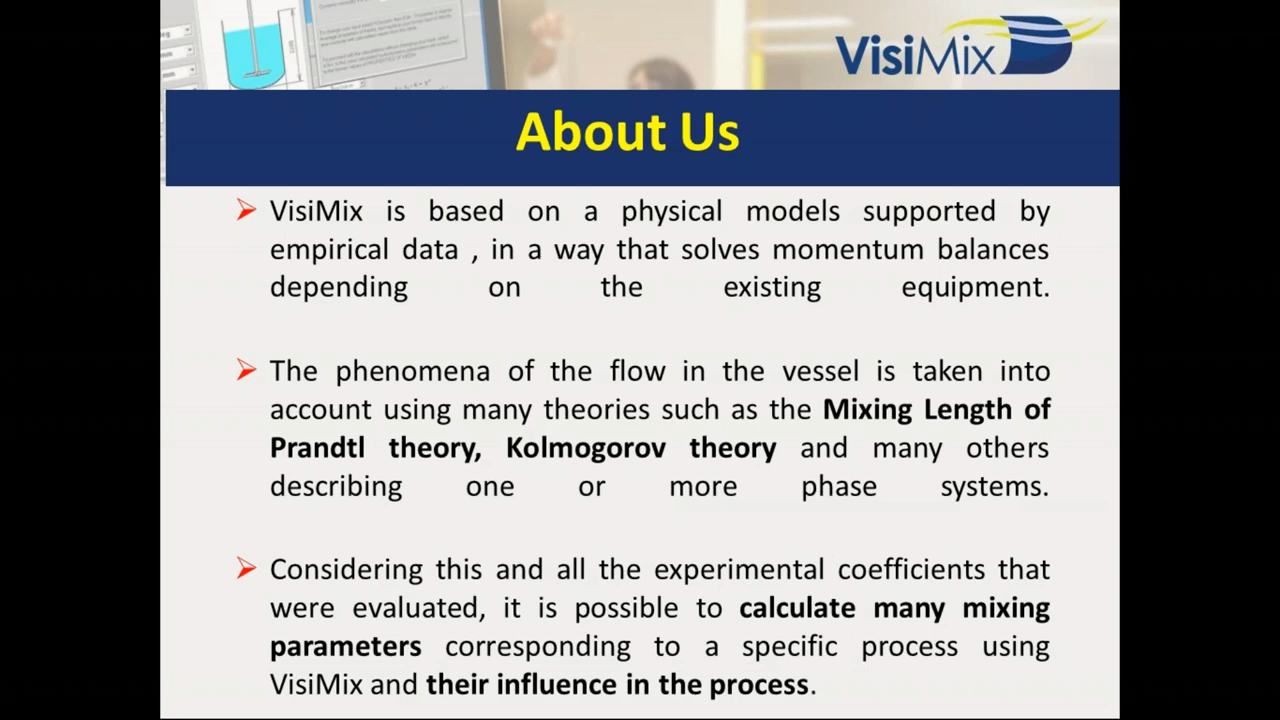 VisiMix
About Us
VisiMix is based on a physical models supported by
empirical data , in a way that solves momentum balances
depending on the existing equipment.
The phenomena of the flow in the vessel is taken into
account using many theories such as the Mixing Length of
Prandtl theory, Kolmogorov theory and many others
describing one or more phase systems.
Considering this and all the experimental coefficients that
were evaluated, it is possible to calculate many mixing
parameters corresponding to a specific process using
VisiMix and their influence in the process.